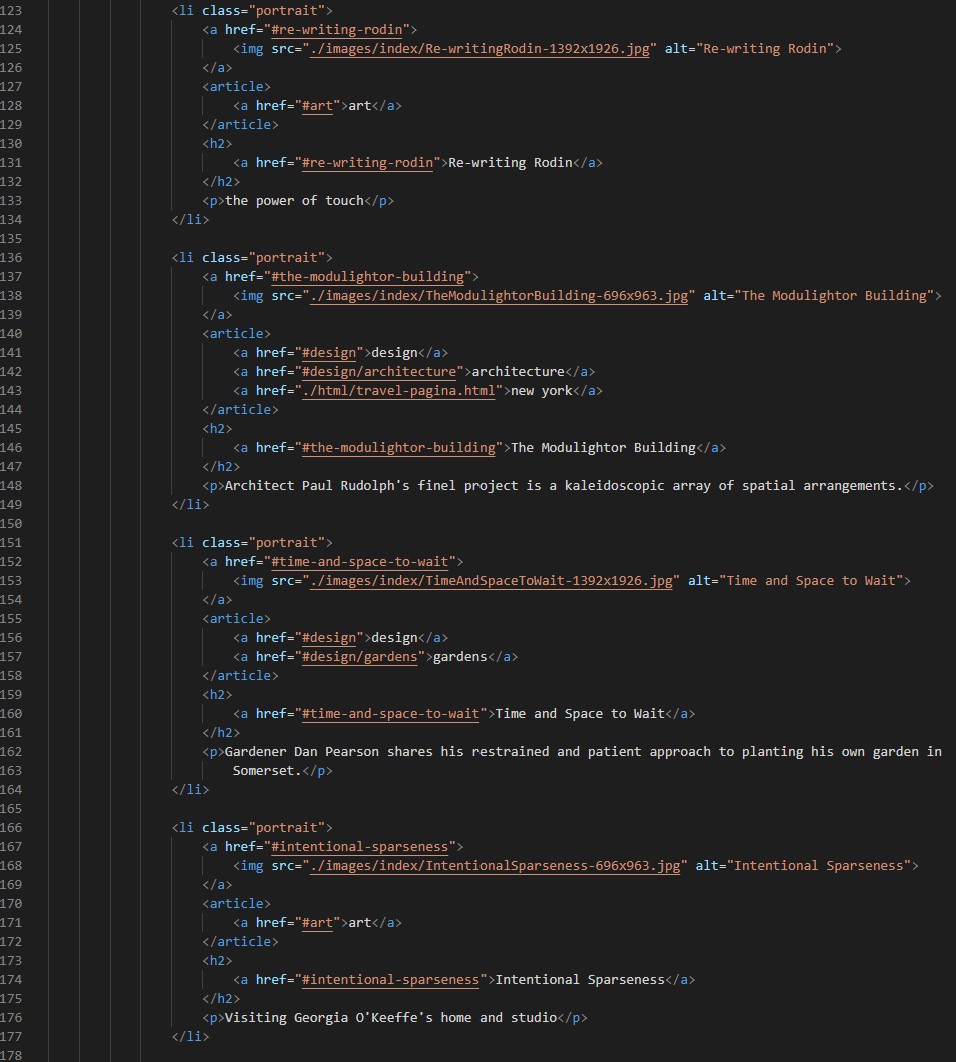 123 <li class="portrait">
124 <a href="#re-writing-rodin">
125 <img src="./images/index/Re-writingRodin-1392x1926.jpg" alt="Re-writing Rodin">
126 </a>
127 <article>
128 <a href="#art">art</a>
129 </article>
130 <h2>
131 <a href="#re-writing-rodin">Re-writing Rodin</a>
132 </h2>
133 <p>the power of touch</p>
134 </li>
135
136 <li class="portrait">
137 <a href="#the-modulightor-building">
138 <img src="./images/index/TheModulightorBuilding-696x963.jpg" alt="The Modulightor Building">
139 </a>
140 <article>
141 <a href="#design">design</a>
142 <a href="#design/architecture">architecture</a>
143 <a href="./html/travel-pagina.html">new york</a>
144 </article>
145 <h2>
146 <a href="#the-modulightor-building">The Modulightor Building</a>
147 </h2>
148 <p>Architect Paul Rudolph's finel project is a kaleidoscopic array of spatial arrangements.</p>
149 </li>
150
151 <li class="portrait">
152 <a href="#time-and-space-to-wait">
153 <img src="./images/index/TimeAndSpaceToWait-1392x1926.jpg" alt="Time and Space to Wait">
154 </a>
155 <article>
156 <a href="#design">design</a>
157 <a href="#design/gardens">gardens</a>
158 </article>
159 <h2>
160 <a href="#time-and-space-to-wait">Time and Space to Wait</a>
161 </h2>
162 <p>Gardener Dan Pearson shares his restrained and patient approach to planting his own garden in
163 Somerset.</p>
164 </li>
165
166 <li class="portrait">
167 <a href="#intentional-sparseness">
168 <img src="./images/index/IntentionalSparseness-696x963.jpg" alt="Intentional Sparseness">
169 </a>
170 <article>
171 <a href="#art">art</a>
172 </article>
173 <h2>
174 <a href="#intentional-sparseness">Intentional Sparseness</a>
175 </h2>
176 <p>Visiting Georgia O'Keeffe's home and studio</p>
177 </li>
178